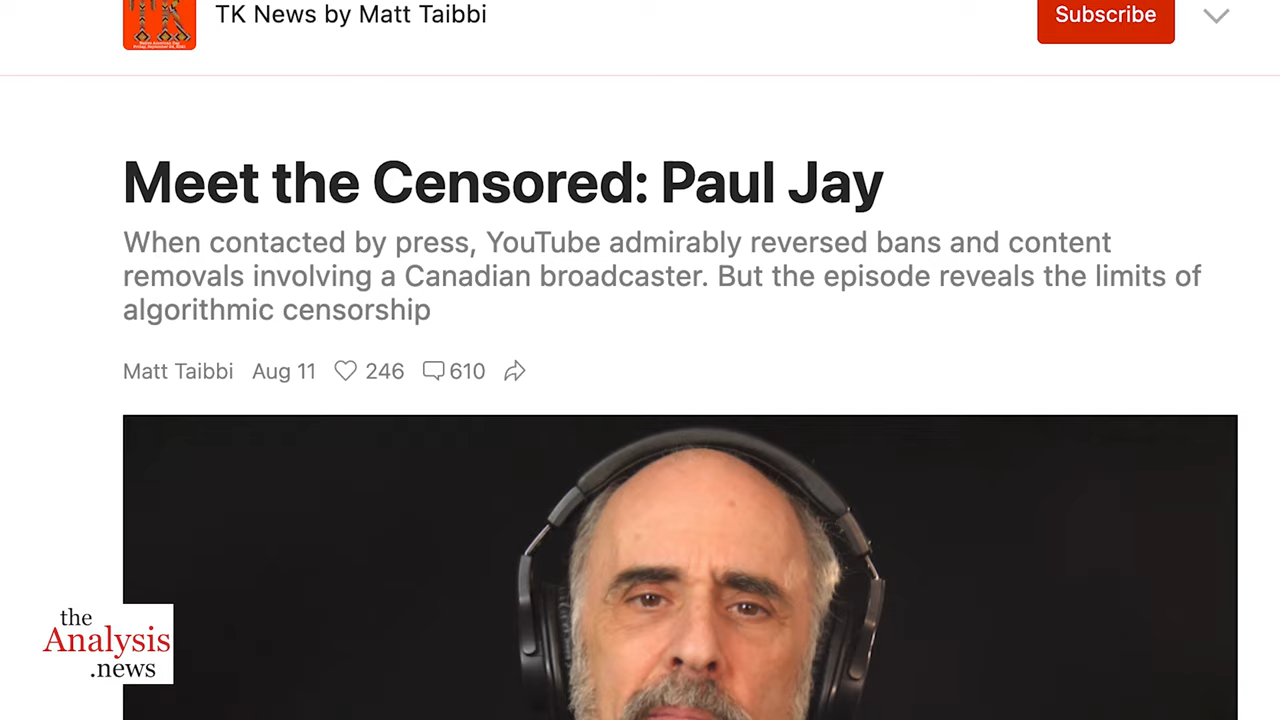 TK News by Matt Taibbi
Subscribe
Meet the Censored: Paul Jay
When contacted by press, YouTube admirably reversed bans and content
removals involving a Canadian broadcaster. But the episode reveals the limits of
algorithmic censorship
Matt Taibbi Aug 11 246 610
the
Analysis
.news